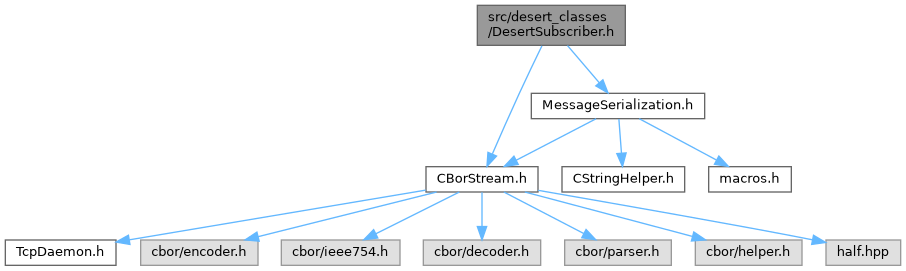 src/desert_classes
/DesertSubscriber.h
MessageSerialization.h
CBorStream.h
CStringHelper.h
macros.h
TcpDaemon.h
cbor/encoder.h
cbor/ieee754.h
cbor/decoder.h
cbor/parser.h
cbor/helper.h
half.hpp